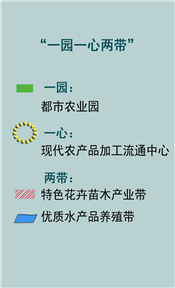 “一园一心两带”
一园：
都市农业园
一心：
现代农产品加工流通中心
两带：
特色花卉苗木产业带
优质水产品养殖带